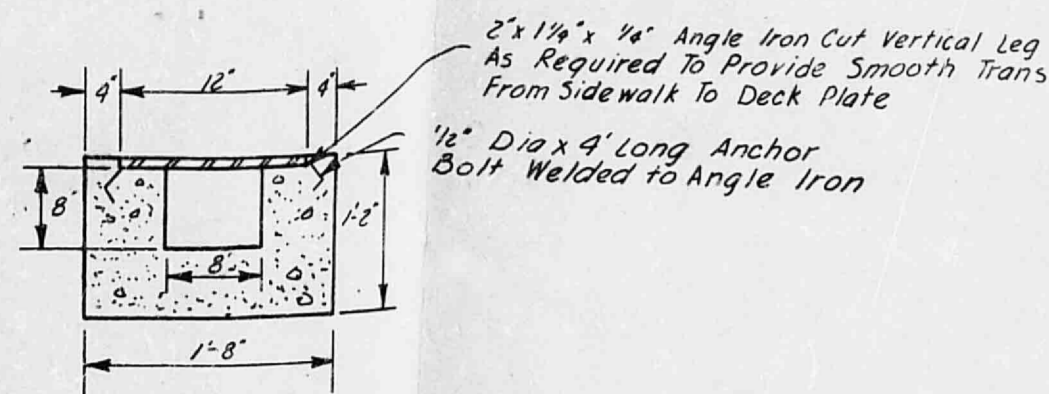 2" x 1 1/4" x 1/4" Angle Iron Cut Vertical Leg
As Required To Provide Smooth Trans
From Sidewalk To Deck Plate
1/2" Dia x 4' Long Anchor
Bolt Welded to Angle Iron
4" 12" 4"
8"
1'-2"
8"
1'-8"